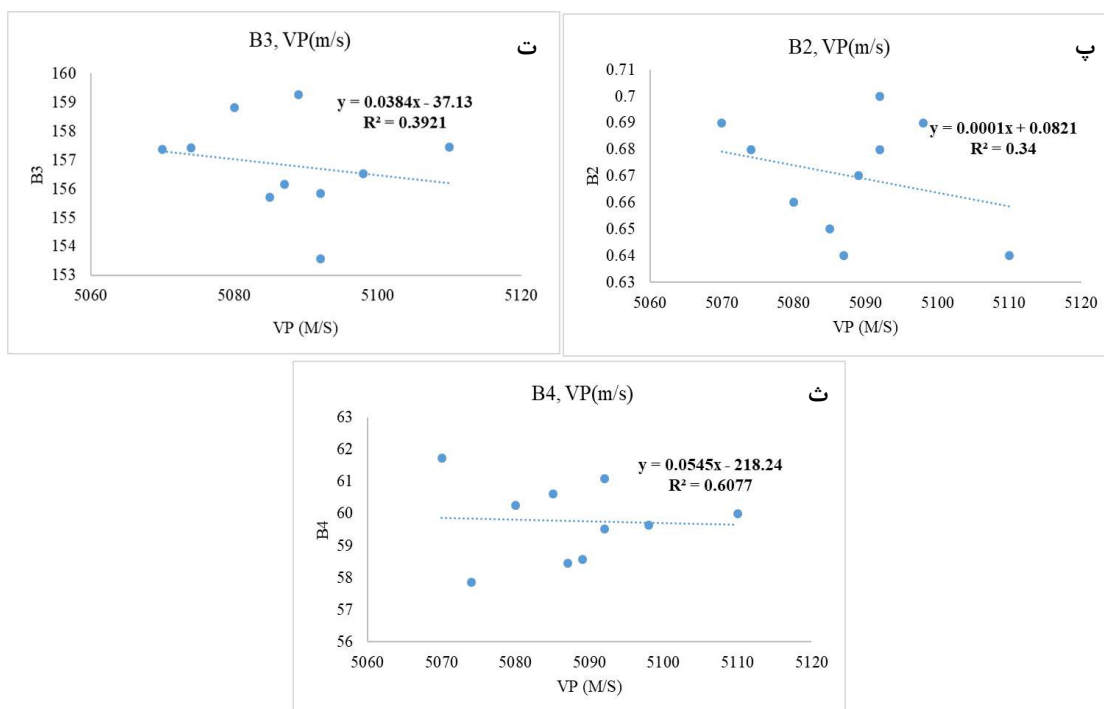 B3, VP(m/s)
ت
160
159
158
157
156
155
154
153
B3
y = 0.0384x - 37.13
R² = 0.3921
5060 5080 5100 5120
VP (M/S)
B2, VP(m/s)
پ
0.71
0.7
0.69
0.68
0.67
0.66
0.65
0.64
0.63
B2
y = 0.0001x + 0.0821
R² = 0.34
5060 5070 5080 5090 5100 5110 5120
VP (M/S)
B4, VP(m/s)
ث
63
62
61
60
59
58
57
56
B4
y = 0.0545x - 218.24
R² = 0.6077
5060 5070 5080 5090 5100 5110 5120
VP (M/S)